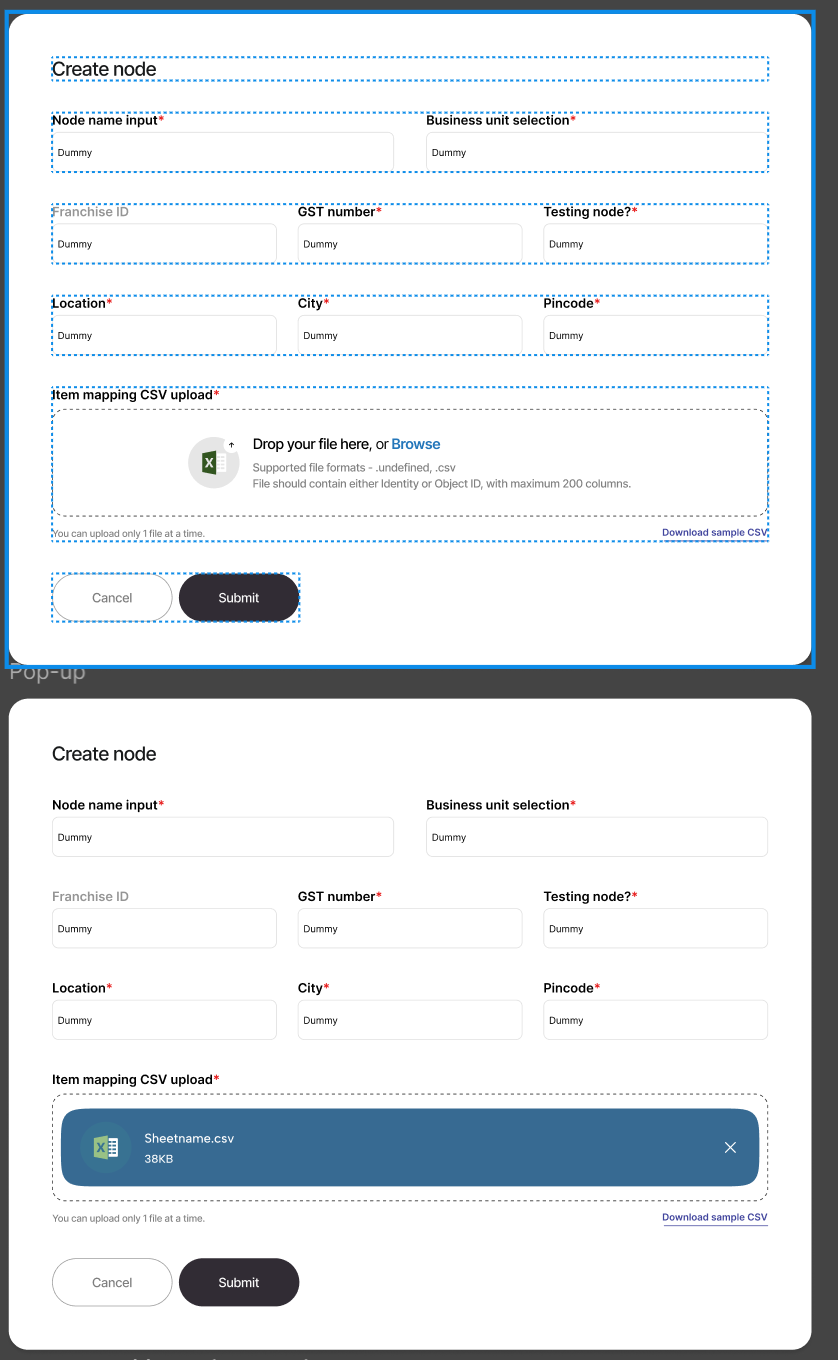 Create node
Node name input* Business unit selection*
Dummy Dummy
Franchise ID GST number* Testing node?*
Dummy Dummy Dummy
Location* City* Pincode*
Dummy Dummy Dummy
Item mapping CSV upload*
Drop your file here, or Browse
X
Supported file formats - .undefined, .csv
File should contain either Identity or Object ID, with maximum 200 columns.
You can upload only 1 file at a time. Download sample CSV
Cancel Submit
Pop-up
Create node
Node name input* Business unit selection*
Dummy Dummy
Franchise ID GST number* Testing node?*
Dummy Dummy Dummy
Location* City* Pincode*
Dummy Dummy Dummy
Item mapping CSV upload*
Sheetname.csv
X
38KB
You can upload only 1 file at a time. Download sample CSV
Cancel Submit